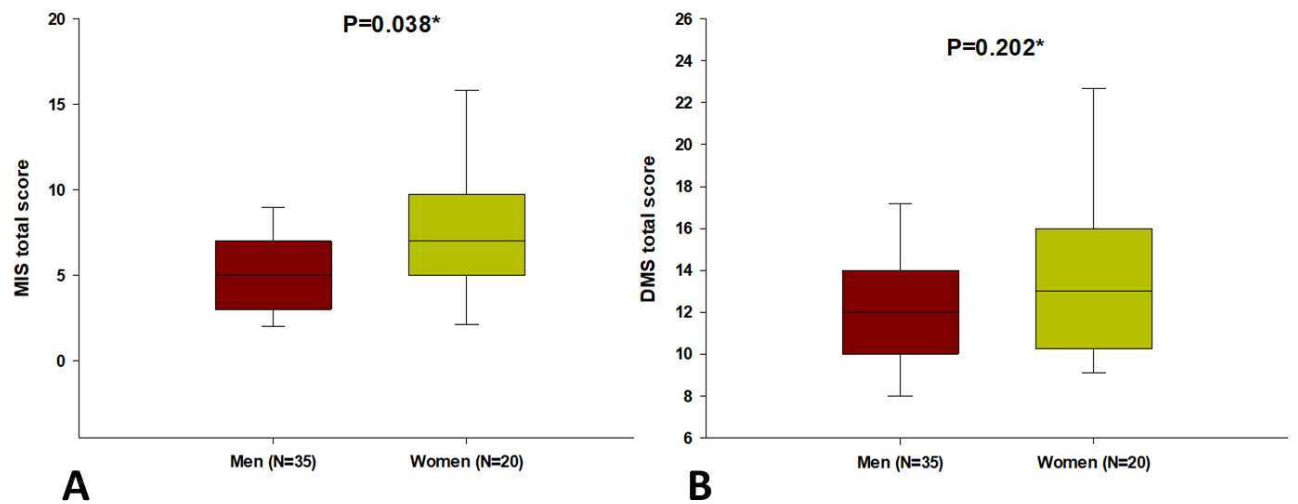 P=0.038*
MIS total score
20
15
10
5
0
Men (N=35) Women (N=20)
A
P=0.202*
DMS total score
26
24
22
20
18
16
14
12
10
8
6
Men (N=35) Women (N=20)
B